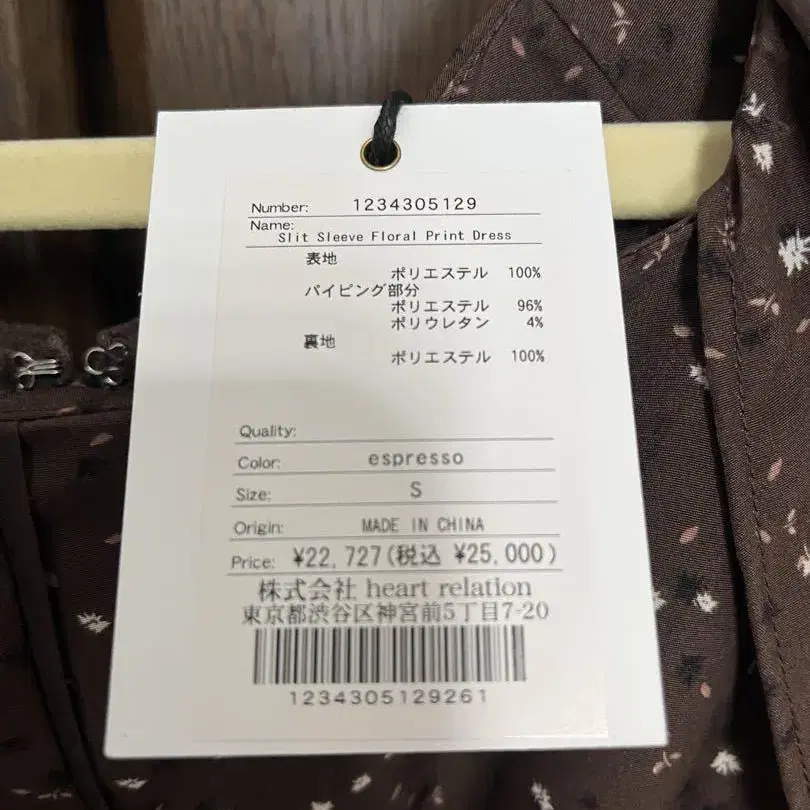 Number: 1234305129
Name:
Slit Sleeve Floral Print Dress
表地
ポリエステル 100%
パイピング部分
ポリエステル 96%
ポリウレタン 4%
裏地
ポリエステル 100%
Quality:
Color: espresso
Size: S
Origin: MADE IN CHINA
Price: ¥22,727(税込 ¥25,000)
株式会社 heart relation
東京都渋谷区神宮前5丁目7-20
1234305129261